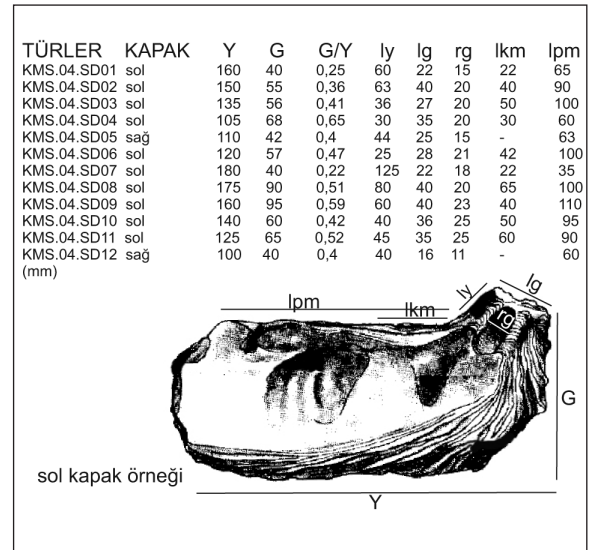 TÜRLER KAPAK Y G G/Y ly lg rg lkm lpm
KMS.04.SD01 sol 160 40 0,25 60 22 15 22 65
KMS.04.SD02 sol 150 55 0,36 63 40 20 40 90
KMS.04.SD03 sol 135 56 0,41 36 27 20 50 100
KMS.04.SD04 sol 105 68 0,65 30 35 20 30 60
KMS.04.SD05 sağ 110 42 0,4 44 25 15 - 63
KMS.04.SD06 sol 120 57 0,47 25 28 21 42 100
KMS.04.SD07 sol 180 40 0,22 125 22 18 22 35
KMS.04.SD08 sol 175 90 0,51 80 40 20 65 100
KMS.04.SD09 sol 160 95 0,59 60 40 23 40 110
KMS.04.SD10 sol 140 60 0,42 40 36 25 50 95
KMS.04.SD11 sol 125 65 0,52 45 35 25 60 90
KMS.04.SD12 sağ 100 40 0,4 40 16 11 - 60
(mm)
lpm
lkm
ly
lg
rg
G
sol kapak örneği
Y